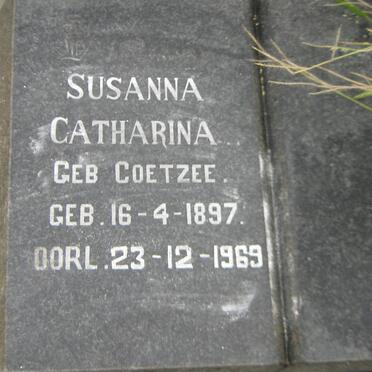 SUSANNA
CATHARINA
GEB COETZEE.
GEB. 16-4-1897.
OORL. 23-12-1969